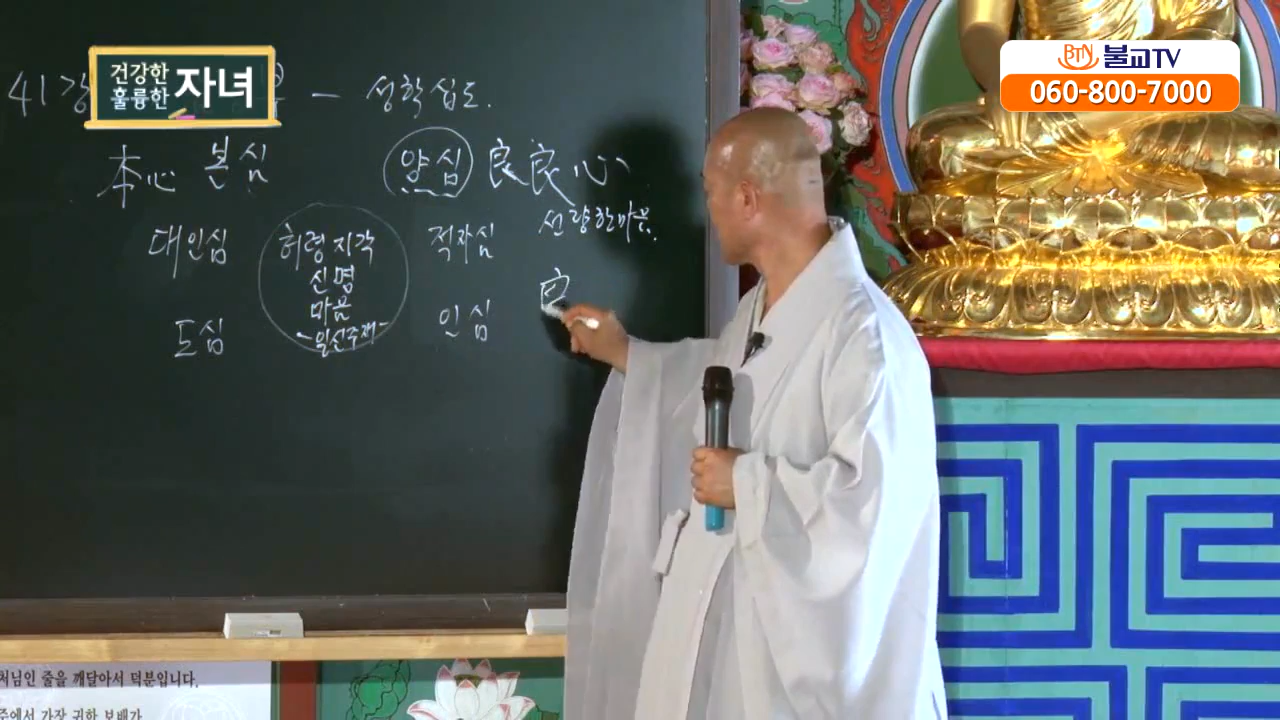 건강한
훌륭한 자녀
BTN 불교TV
060-800-7000
41강 - 성학십도.
本心 본심 양심 良良心
선량한마음.
대인심 허령지각 적자심
신명
마음
-일신주재-
도심 인심
처님인 줄을 깨달아서 덕분입니다.
주에서 가장 귀한 보배가